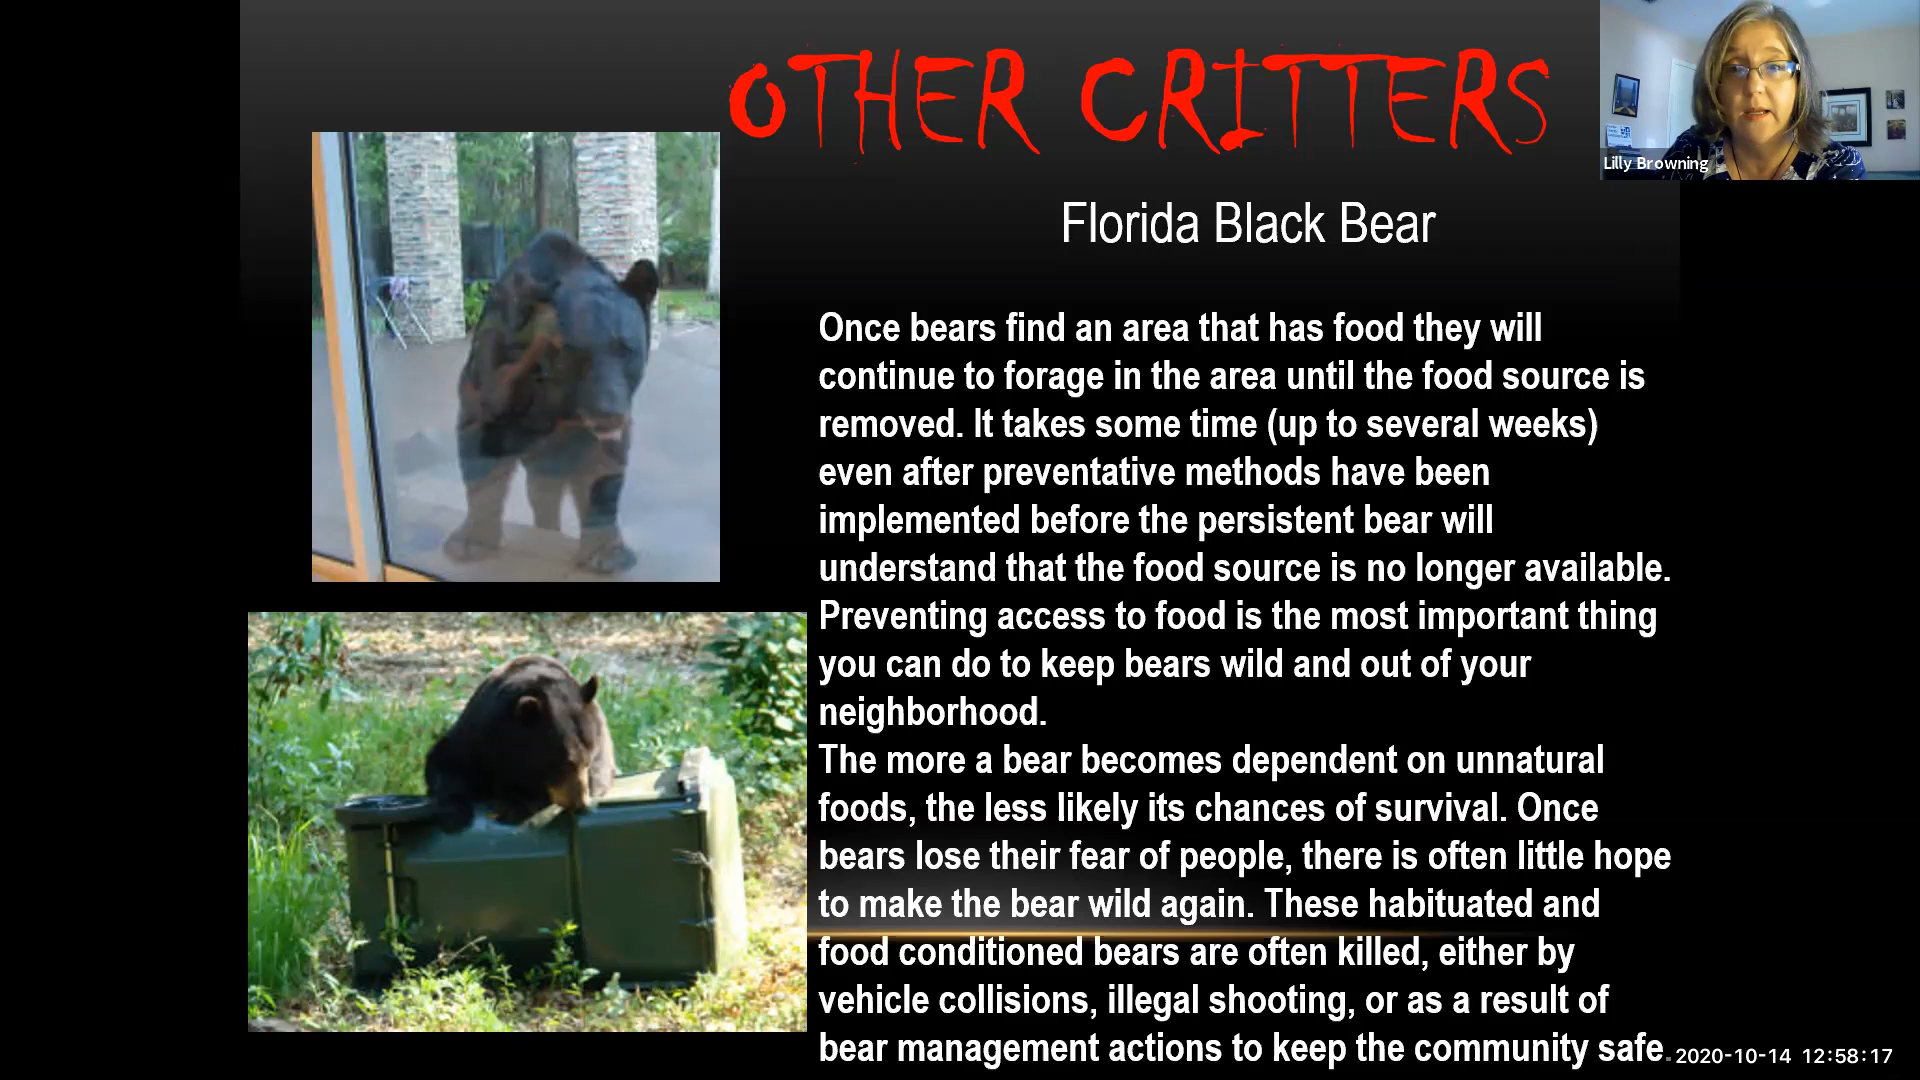 OTHER CRITTERS
Lilly Browning
Florida Black Bear
Once bears find an area that has food they will
continue to forage in the area until the food source is
removed. It takes some time (up to several weeks)
even after preventative methods have been
implemented before the persistent bear will
understand that the food source is no longer available.
Preventing access to food is the most important thing
you can do to keep bears wild and out of your
neighborhood.
The more a bear becomes dependent on unnatural
foods, the less likely its chances of survival. Once
bears lose their fear of people, there is often little hope
to make the bear wild again. These habituated and
food conditioned bears are often killed, either by
vehicle collisions, illegal shooting, or as a result of
bear management actions to keep the community safe.
2020-10-14 12:58:17